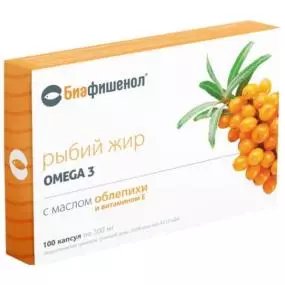 Биафишенол®
рыбий жир
OMEGA 3
с маслом облепихи
и витамином Е
100 капсул по 300 мг